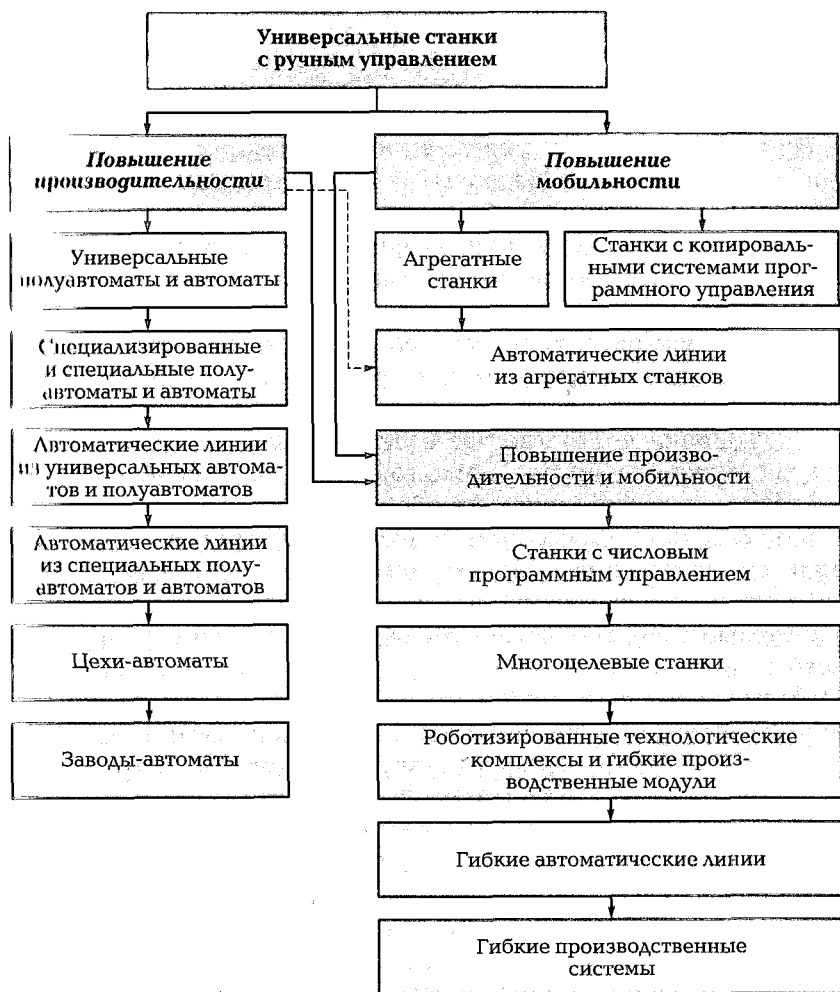 Универсальные станки
с ручным управлением
Повышение
производительности
Повышение
мобильности
Универсальные
полуавтоматы и автоматы
Агрегатные
станки
Станки с копироваль-
ными системами прог-
раммного управления
Специализированные
и специальные полу-
автоматы и автоматы
Автоматические линии
из агрегатных станков
Автоматические линии
из универсальных автома-
тов и полуавтоматов
Повышение произво-
дительности и мобильности
Автоматические линии
из специальных полу-
автоматов и автоматов
Станки с числовым
программным управлением
Цехи-автоматы
Многоцелевые станки
Заводы-автоматы
Роботизированные технологические
комплексы и гибкие произ-
водственные модули
Гибкие автоматические линии
Гибкие производственные
системы